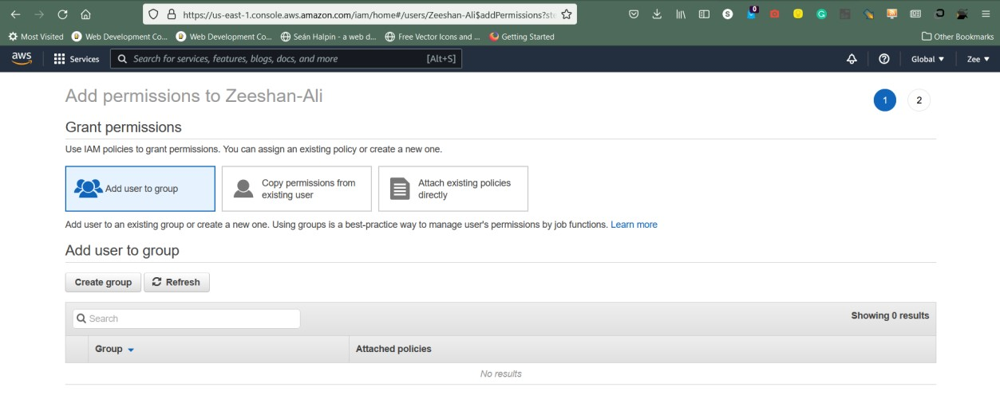 https://us-east-1.console.aws.amazon.com/iam/home#/users/Zeeshan-Ali$addPermissions?ste
S 0 G
Most Visited Web Development Co... Web Development Co... Seán Halpin - a web d... Free Vector Icons and ... Getting Started Other Bookmarks
aws Services Search for services, features, blogs, docs, and more [Alt+S] Global Zee
Add permissions to Zeeshan-Ali 1 2
Grant permissions
Use IAM policies to grant permissions. You can assign an existing policy or create a new one.
Add user to group
Copy permissions from
existing user
Attach existing policies
directly
Add user to an existing group or create a new one. Using groups is a best-practice way to manage user's permissions by job functions. Learn more
Add user to group
Create group Refresh
Search Showing 0 results
Group Attached policies
No results